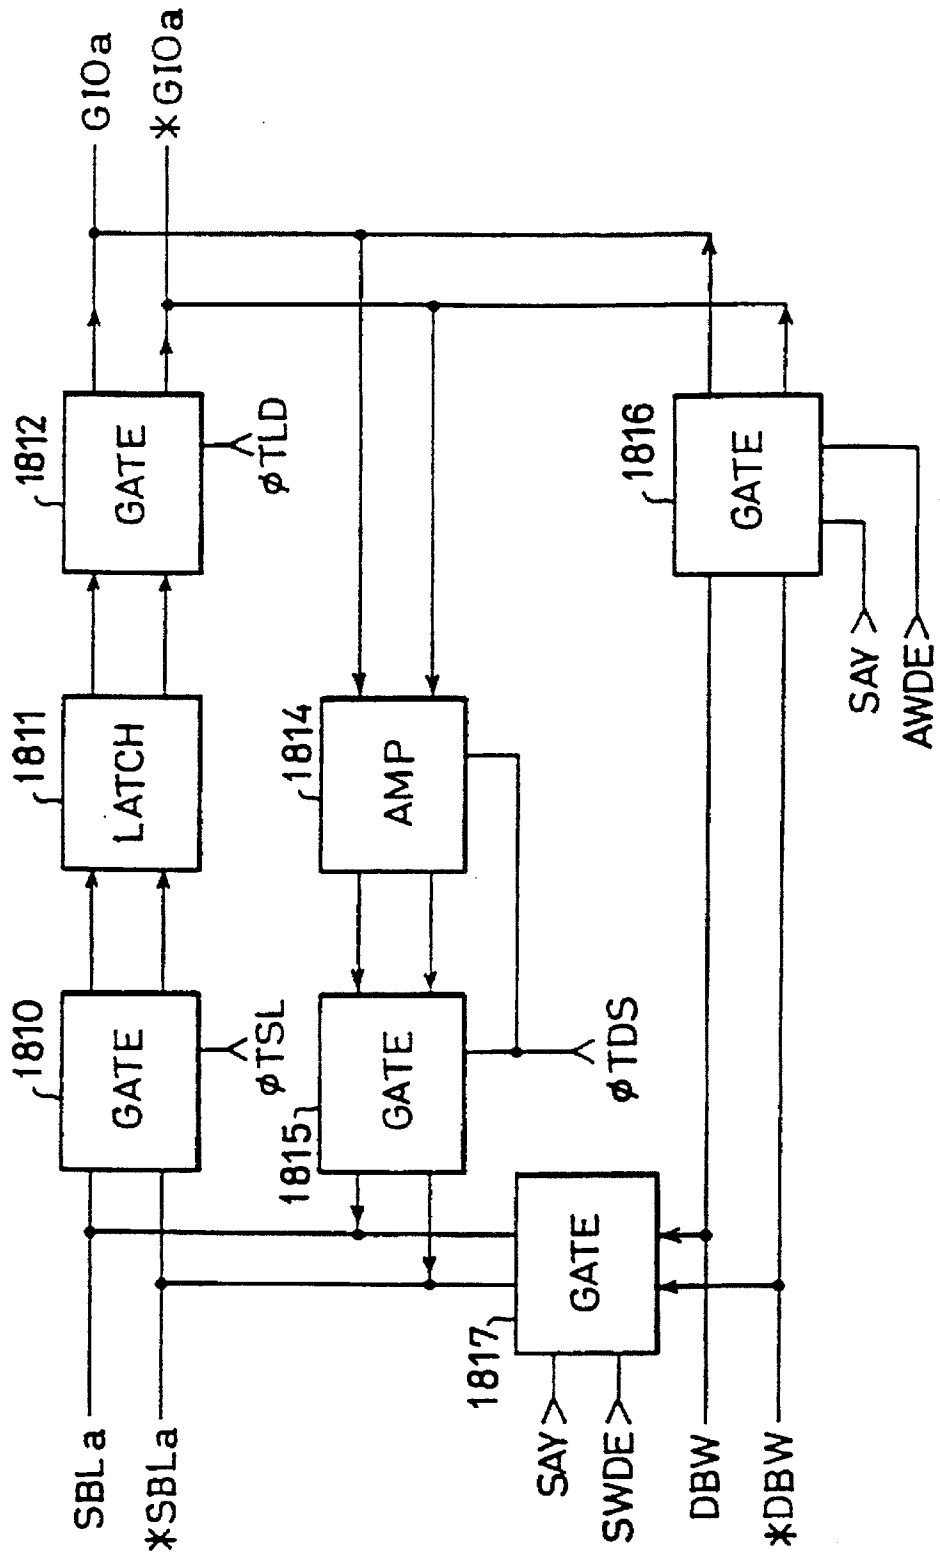 GIOa
*GIOa
1810
GATE
φTSL
1811
LATCH
1812
GATE
φTLD
SBLa
*SBLa
1815
GATE
φTDS
1814
AMP
1817
GATE
SAY
SWDE
1816
GATE
SAY
AWDE
DBW
*DBW